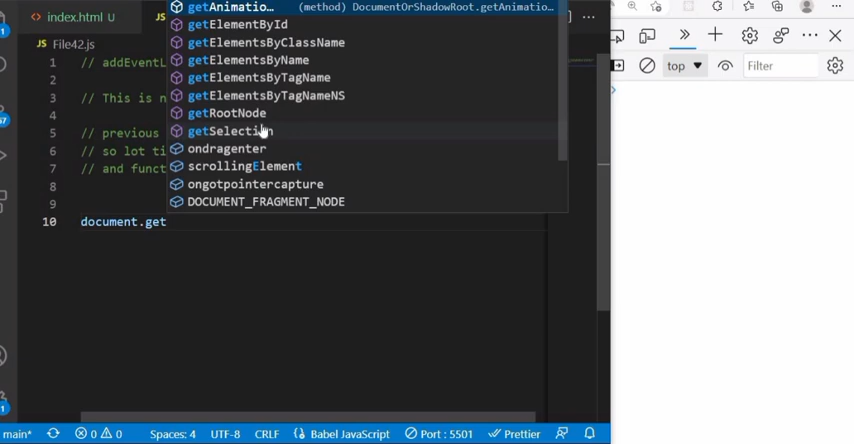 index.html U
JS
...
JS File42.js
getAnimatio... (method) DocumentOrShadowRoot.getAnimatio...
getElementById
getElementsByClassName
getElementsByName
getElementsByTagName
getElementsByTagNameNS
getRootNode
getSelection
ondragenter
scrollingElement
ongotpointercapture
DOCUMENT_FRAGMENT_NODE
1 // addEventL
2
3 // This is n
4
5 // previous
6 // so lot ti
7 // and funct
8
9
10 document.get
top
Filter
main* 0 0 Spaces: 4 UTF-8 CRLF Babel JavaScript Port : 5501 Prettier